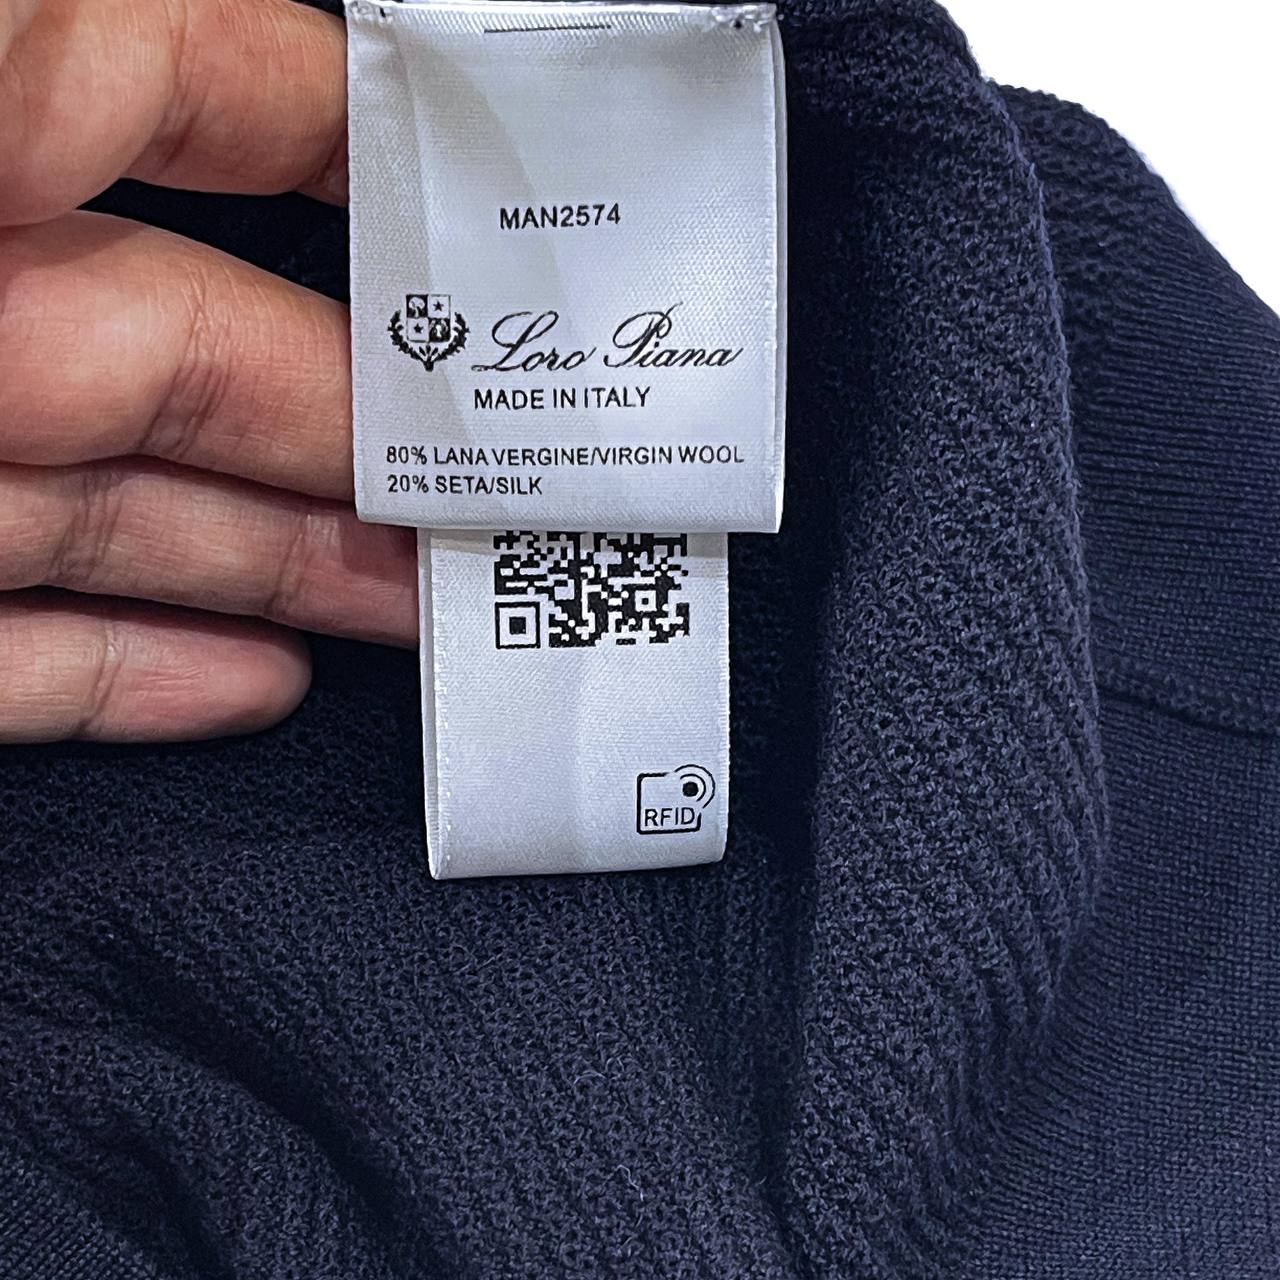 MAN2574
Loro Piana
MADE IN ITALY
80% LANA VERGINE/VIRGIN WOOL
20% SETA/SILK
RFID